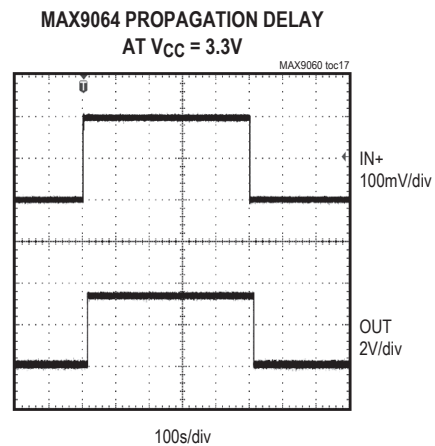 MAX9064 PROPAGATION DELAY
AT VCC = 3.3V
MAX9060 toc17
T
IN+
100mV/div
OUT
2V/div
100s/div